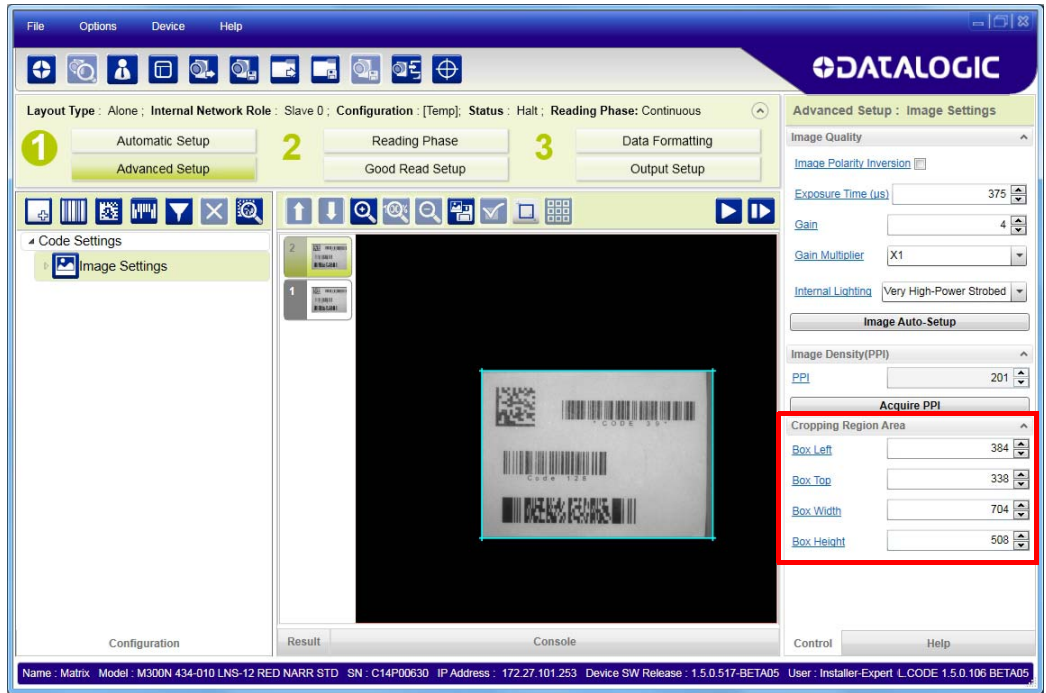 File Options Device Help
DATALOGIC
Layout Type : Alone ; Internal Network Role : Slave 0 ; Configuration : [Temp]; Status : Halt ; Reading Phase: Continuous
1 Automatic Setup
Advanced Setup
2 Reading Phase
Good Read Setup
3 Data Formatting
Output Setup
Code Settings
Image Settings
2
1
*CODE 39*
Code 128
Configuration
Result Console
Advanced Setup : Image Settings
Image Quality
Image Polarity Inversion
Exposure Time (µs) 375
Gain 4
Gain Multiplier X1
Internal Lighting Very High-Power Strobed
Image Auto-Setup
Image Density(PPI)
PPI 201
Acquire PPI
Cropping Region Area
Box Left 384
Box Top 338
Box Width 704
Box Height 508
Control Help
Name : Matrix Model : M300N 434-010 LNS-12 RED NARR STD SN : C14P00630 IP Address : 172.27.101.253 Device SW Release : 1.5.0.517-BETA05 User : Installer-Expert L.CODE 1.5.0.106 BETA05